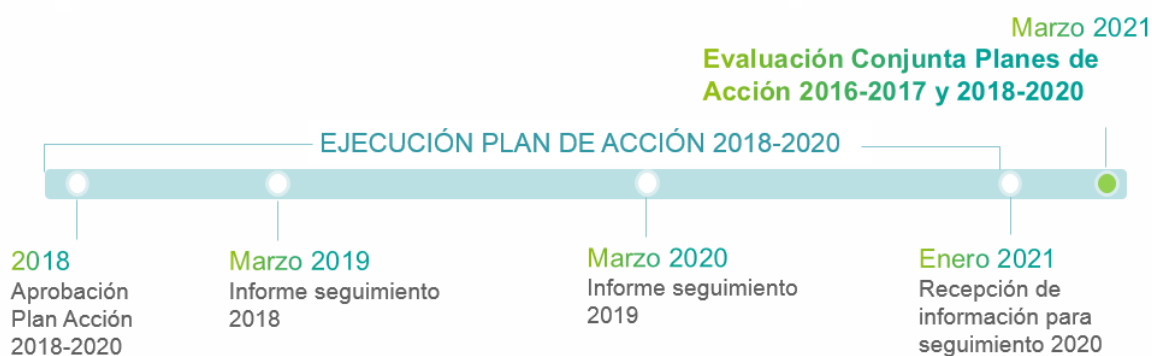 Marzo 2021
Evaluación Conjunta Planes de
Acción 2016-2017 y 2018-2020
EJECUCIÓN PLAN DE ACCIÓN 2018-2020
2018
Aprobación
Plan Acción
2018-2020
Marzo 2019
Informe seguimiento
2018
Marzo 2020
Informe seguimiento
2019
Enero 2021
Recepción de
información para
seguimiento 2020